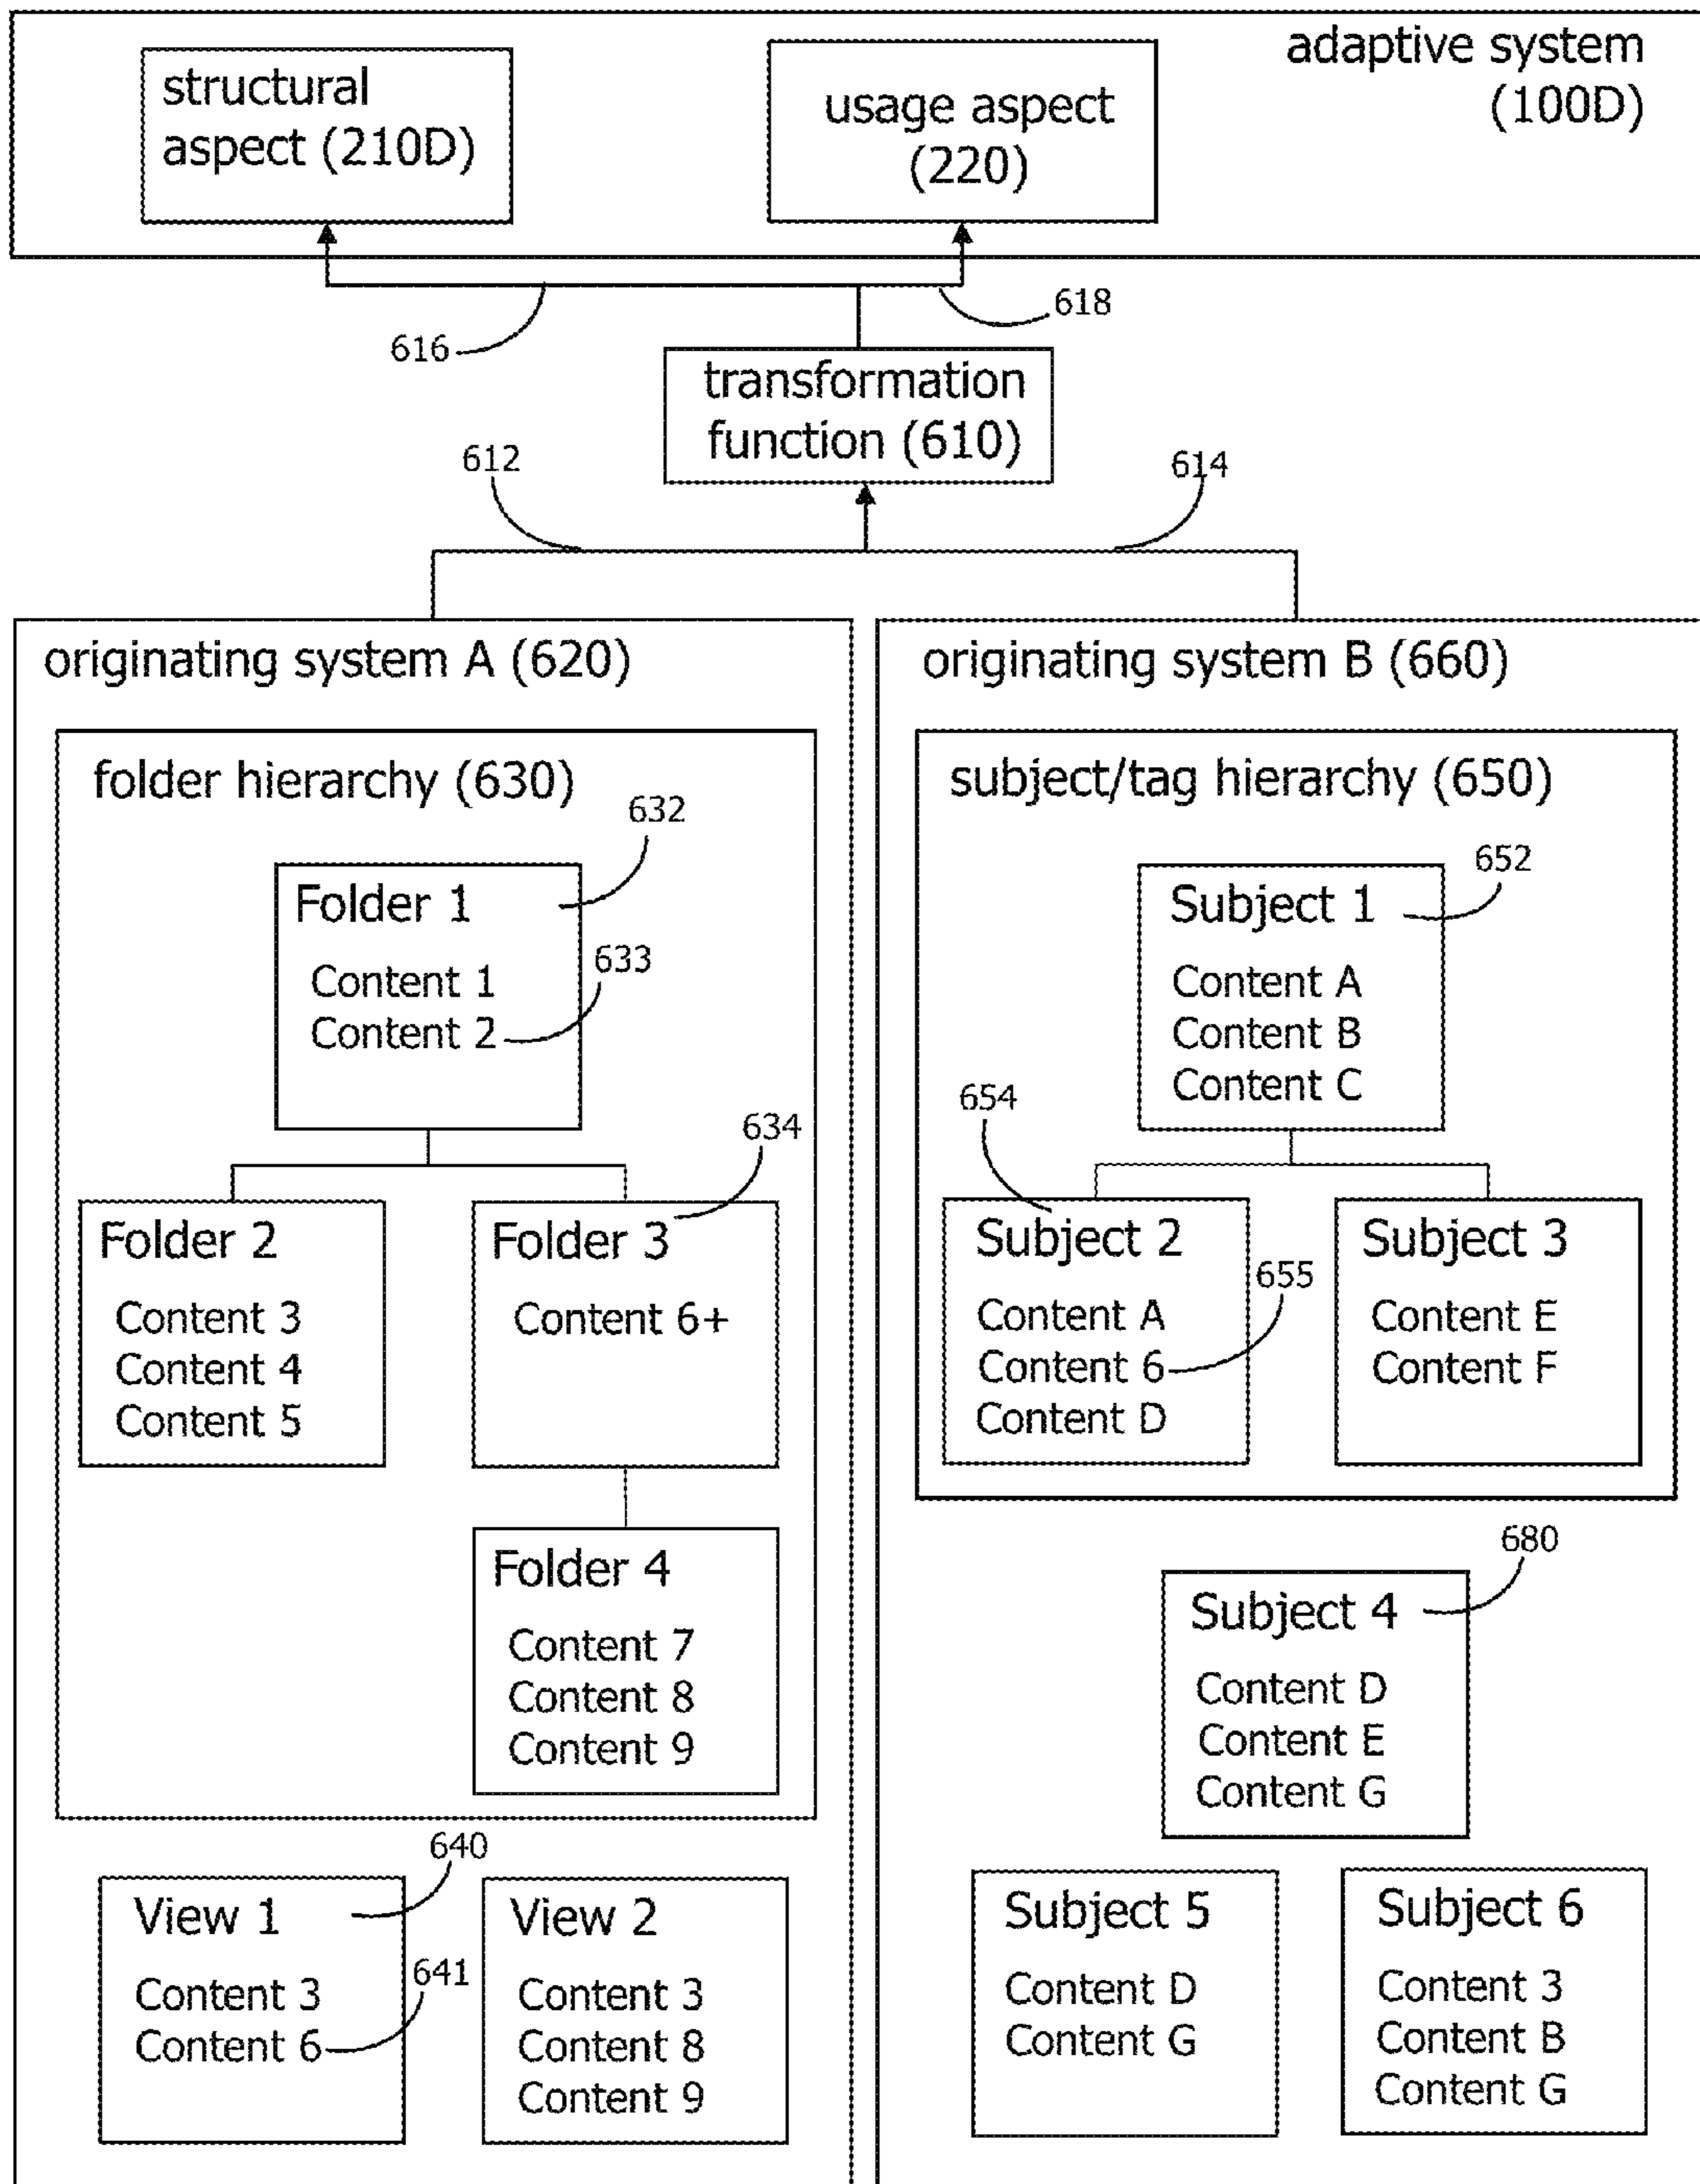 structural
aspect (210D)
usage aspect
(220)
adaptive system
(100D)
616
618
transformation
function (610)
612
614
originating system A (620)
folder hierarchy (630)
632
Folder 1
Content 1
633
Content 2
634
Folder 2
Content 3
Content 4
Content 5
Folder 3
Content 6+
Folder 4
Content 7
Content 8
Content 9
640
View 1
Content 3
641
Content 6
View 2
Content 3
Content 8
Content 9
originating system B (660)
subject/tag hierarchy (650)
652
Subject 1
Content A
Content B
Content C
654
Subject 2
655
Content A
Content 6
Content D
Subject 3
Content E
Content F
680
Subject 4
Content D
Content E
Content G
Subject 5
Content D
Content G
Subject 6
Content 3
Content B
Content G